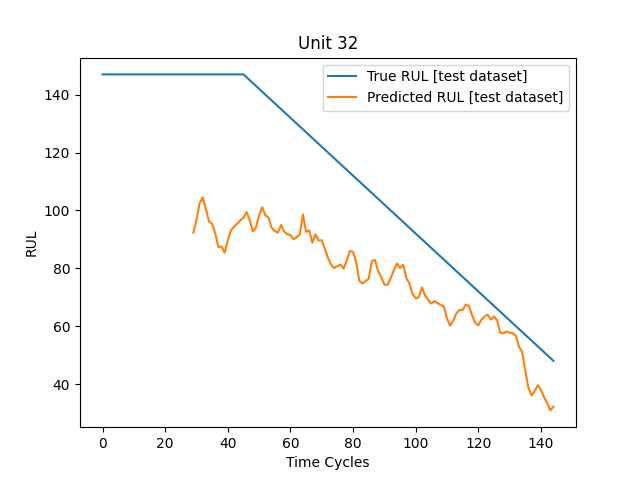 Unit 32
True RUL [test dataset]
Predicted RUL [test dataset]
RUL
140
120
100
80
60
40
0 20 40 60 80 100 120 140
Time Cycles